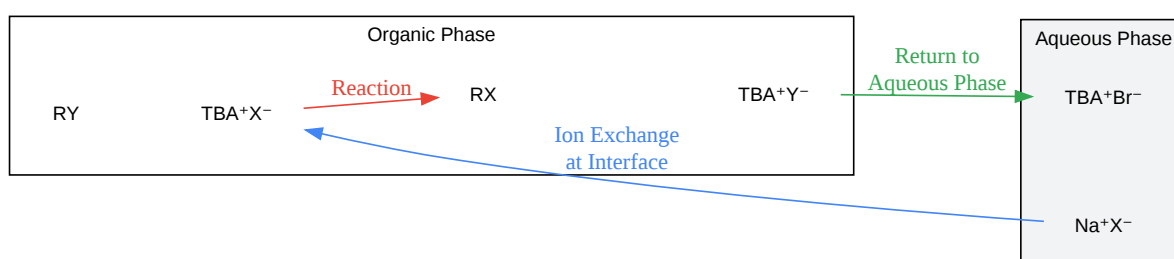 Organic Phase
Aqueous Phase
Reaction
Return to
Aqueous Phase
RY
TBA⁺X⁻
RX
TBA⁺Y⁻
TBA⁺Br⁻
Ion Exchange
at Interface
Na⁺X⁻